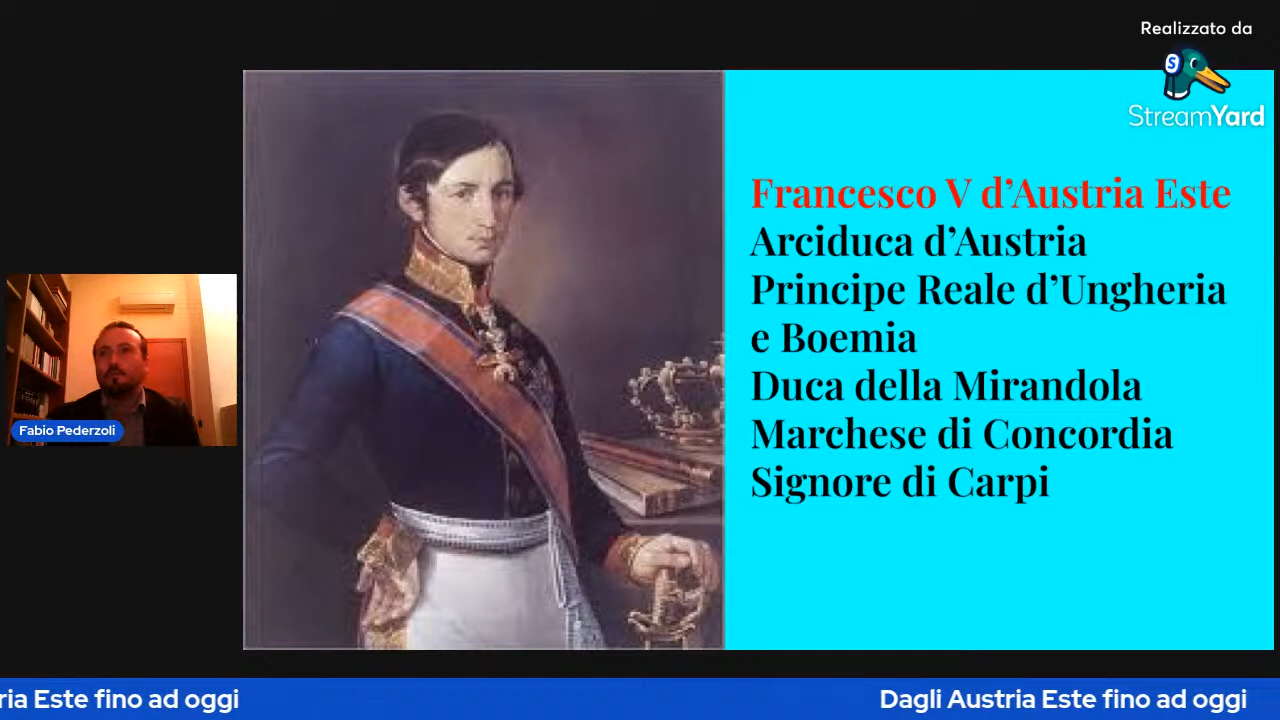 Realizzato da
StreamYard
Francesco V d’Austria Este
Arciduca d’Austria
Principe Reale d’Ungheria
e Boemia
Duca della Mirandola
Marchese di Concordia
Signore di Carpi
Fabio Pederzoli
ria Este fino ad oggi
Dagli Austria Este fino ad oggi